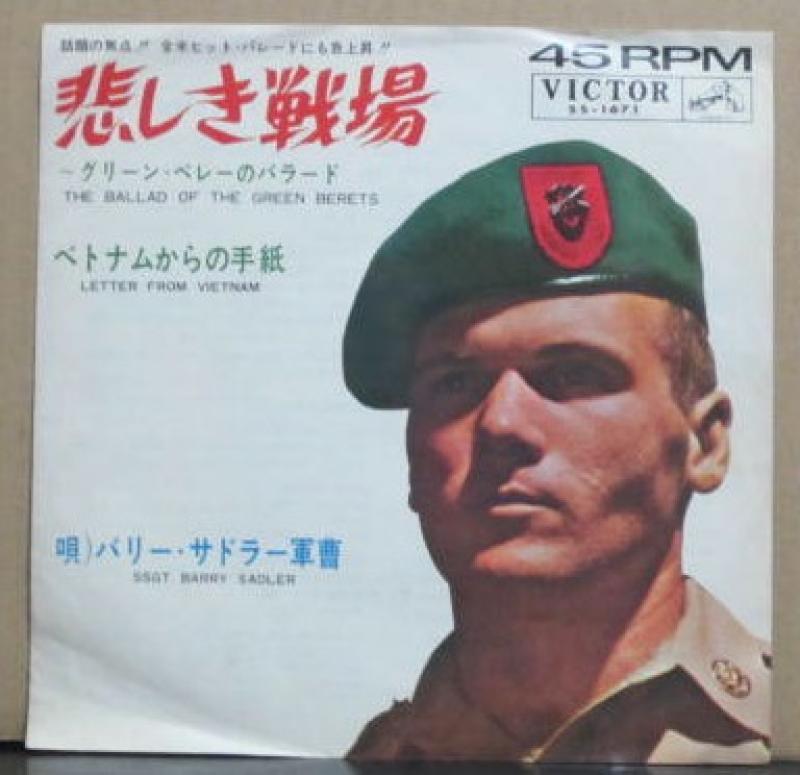 話題の焦点!! 全米ヒット・パレードにも急上昇!!
悲しき戦場
~グリーン・ベレーのバラード
THE BALLAD OF THE GREEN BERETS
ベトナムからの手紙
LETTER FROM VIETNAM
唄)バリー・サドラー軍曹
SSGT BARRY SADLER
45 RPM
VICTOR
SS-1671